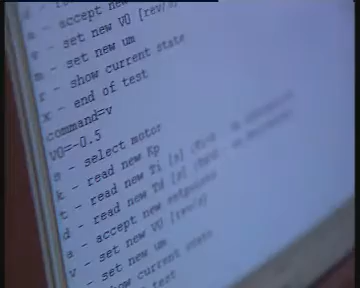 a - accept new
v - set new V0 [rev/s]
m - set new um
r - show current state
x - end of test
command=v
V0=-0.5
s - select motor
k - read new Kp
t - read new Ti [s]
d - read new Td [s]
a - accept new setpoints
v - set new V0 [rev/s]
- set new um
show current state
test